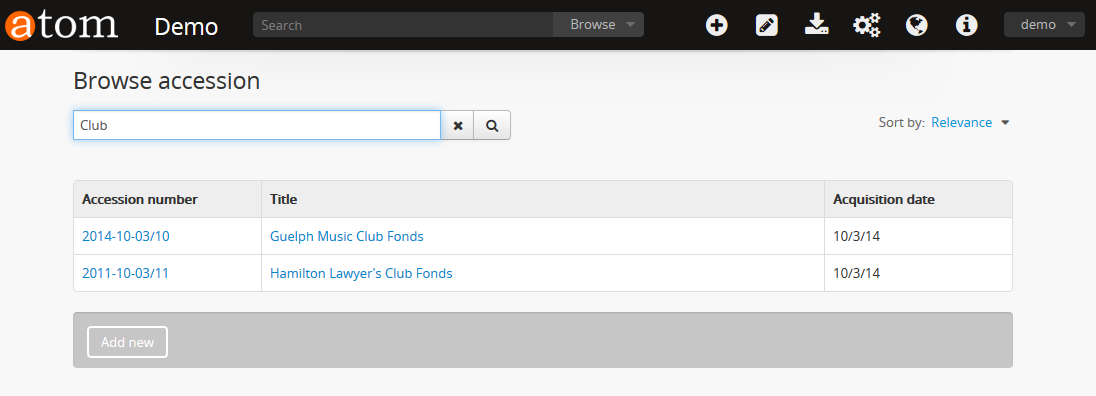 atom Demo Search Browse demo
Browse accession
Club
Sort by: Relevance
Accession number Title Acquisition date
2014-10-03/10 Guelph Music Club Fonds 10/3/14
2011-10-03/11 Hamilton Lawyer's Club Fonds 10/3/14
Add new